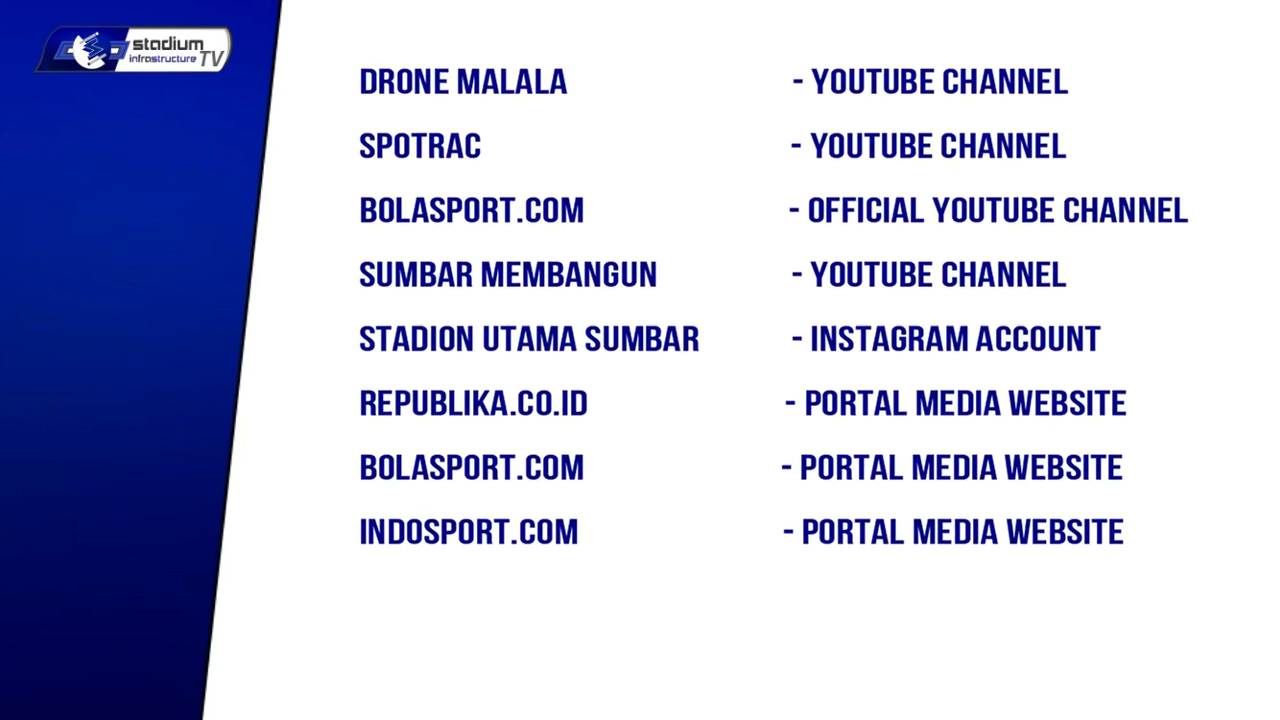 stadium
infrastructure TV
DRONE MALALA - YOUTUBE CHANNEL
SPOTRAC - YOUTUBE CHANNEL
BOLASPORT.COM - OFFICIAL YOUTUBE CHANNEL
SUMBAR MEMBANGUN - YOUTUBE CHANNEL
STADION UTAMA SUMBAR - INSTAGRAM ACCOUNT
REPUBLIKA.CO.ID - PORTAL MEDIA WEBSITE
BOLASPORT.COM - PORTAL MEDIA WEBSITE
INDOSPORT.COM - PORTAL MEDIA WEBSITE